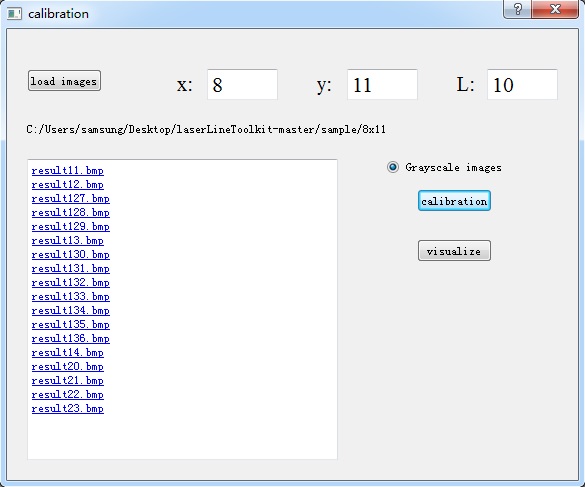 calibration
load images
x: 8 y: 11 L: 10
C:/Users/samsung/Desktop/laserLineToolkit-master/sample/8x11
result11.bmp
result12.bmp
result127.bmp
result128.bmp
result129.bmp
result13.bmp
result130.bmp
result131.bmp
result132.bmp
result133.bmp
result134.bmp
result135.bmp
result136.bmp
result14.bmp
result20.bmp
result21.bmp
result22.bmp
result23.bmp
Grayscale images
calibration
visualize